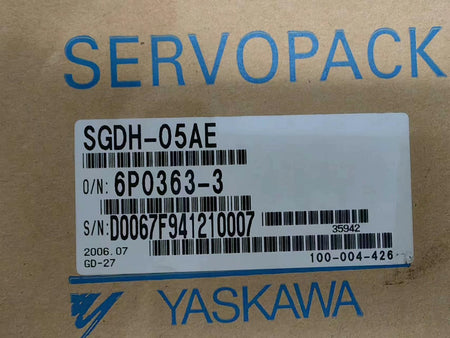 SERVOPACK
SGDH-05AE
O/N: 6P0363-3
S/N: D0067F941210007
35942
2006.07
GD-27
100-004-426
YASKAWA